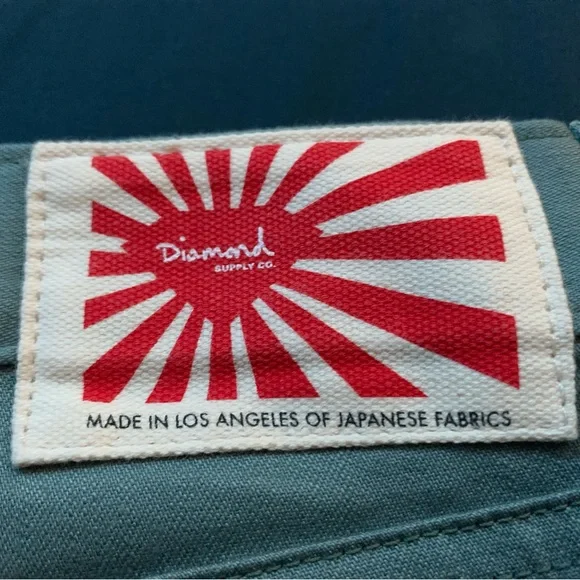 Diamond
SUPPLY CO.
MADE IN LOS ANGELES OF JAPANESE FABRICS